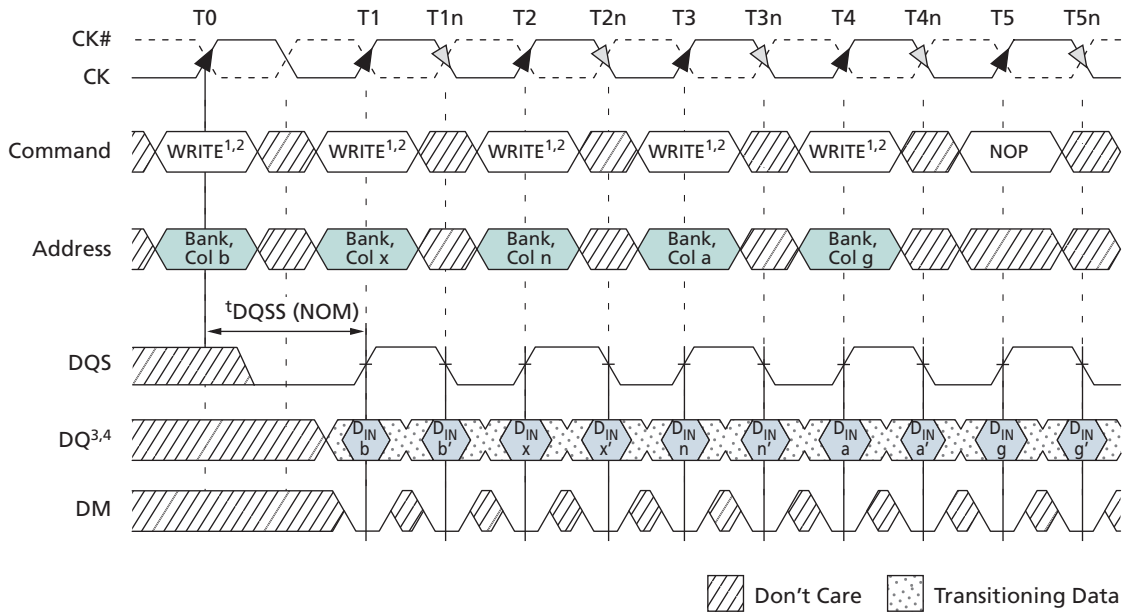 T0 T1 T1n T2 T2n T3 T3n T4 T4n T5 T5n
CK#
CK
Command WRITE1,2 WRITE1,2 WRITE1,2 WRITE1,2 WRITE1,2 NOP
Address Bank, Col b Bank, Col x Bank, Col n Bank, Col a Bank, Col g
tDQSS (NOM)
DQS
DQ3,4 DIN b DIN b' DIN x DIN x' DIN n DIN n' DIN a DIN a' DIN g DIN g'
DM
Don't Care Transitioning Data